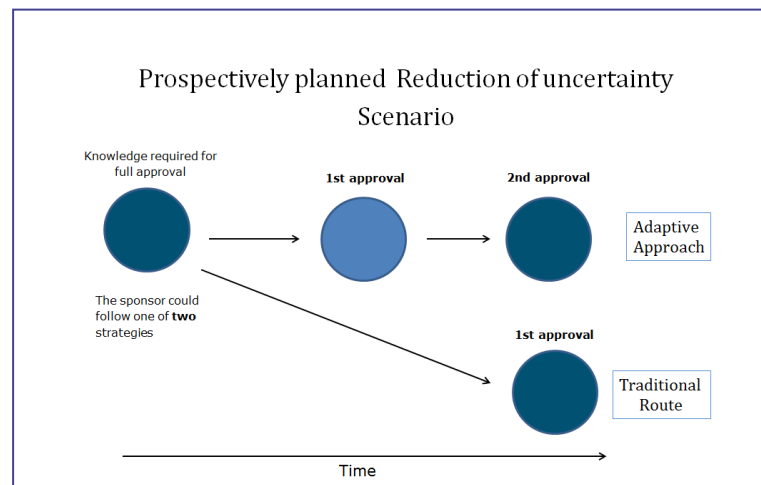 Prospectively planned Reduction of uncertainty
Scenario
Knowledge required for
full approval
1st approval
2nd approval
Adaptive
Approach
The sponsor could
follow one of two
strategies
1st approval
Traditional
Route
Time